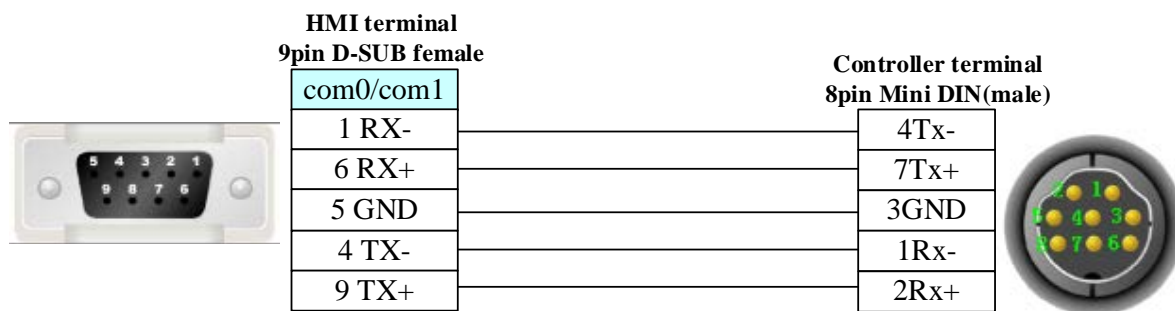 HMI terminal
9pin D-SUB female
com0/com1
1 RX-
6 RX+
5 GND
4 TX-
9 TX+
Controller terminal
8pin Mini DIN(male)
4Tx-
7Tx+
3GND
1Rx-
2Rx+
5 4 3 2 1
9 8 7 6
2 1
5 4 3
8 7 6